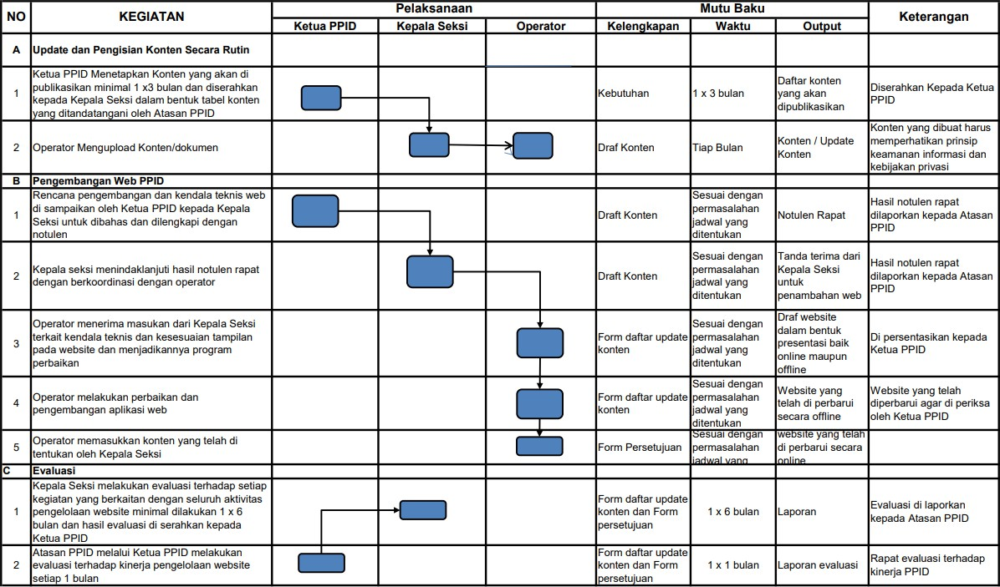 NO
KEGIATAN
Pelaksanaan
Mutu Baku
Keterangan
Ketua PPID
Kepala Seksi
Operator
Kelengkapan
Waktu
Output
A
Update dan Pengisian Konten Secara Rutin
1
Ketua PPID Menetapkan Konten yang akan di
publikasikan minimal 1 x3 bulan dan diserahkan
kepada Kepala Seksi dalam bentuk tabel konten
yang ditandatangani oleh Atasan PPID
Kebutuhan
1 x 3 bulan
Daftar konten
yang akan
dipublikasikan
Diserahkan Kepada Ketua
PPID
2
Operator Mengupload Konten/dokumen
Draf Konten
Tiap Bulan
Konten / Update
Konten
Konten yang dibuat harus
memperhatikan prinsip
keamanan informasi dan
kebijakan privasi
B
Pengembangan Web PPID
1
Rencana pengembangan dan kendala teknis web
di sampaikan oleh Ketua PPID kepada Kepala
Seksi untuk dibahas dan dilengkapi dengan
notulen
Draft Konten
Sesuai dengan
permasalahan
jadwal yang
ditentukan
Notulen Rapat
Hasil notulen rapat
dilaporkan kepada Atasan
PPID
2
Kepala seksi menindaklanjuti hasil notulen rapat
dengan berkoordinasi dengan operator
Draft Konten
Sesuai dengan
permasalahan
jadwal yang
ditentukan
Tanda terima dari
Kepala Seksi
untuk
penambahan web
Hasil notulen rapat
dilaporkan kepada Atasan
PPID
3
Operator menerima masukan dari Kepala Seksi
terkait kendala teknis dan kesesuaian tampilan
pada website dan menjadikannya program
perbaikan
Form daftar update
konten
Sesuai dengan
permasalahan
jadwal yang
ditentukan
Draf website
dalam bentuk
presentasi baik
online maupun
offline
Di persentasikan kepada
Ketua PPID
4
Operator melakukan perbaikan dan
pengembangan aplikasi web
Form daftar update
konten
Sesuai dengan
permasalahan
jadwal yang
ditentukan
Website yang
telah di perbarui
secara offline
Website yang telah
diperbarui agar di periksa
oleh Ketua PPID
5
Operator memasukkan konten yang telah di
tentukan oleh Kepala Seksi
Form Persetujuan
Sesuai dengan
permasalahan
jadwal yang
website yang telah
di perbarui secara
online
C
Evaluasi
1
Kepala Seksi melakukan evaluasi terhadap setiap
kegiatan yang berkaitan dengan seluruh aktivitas
pengelolaan website minimal dilakukan 1 x 6
bulan dan hasil evaluasi di serahkan kepada
Ketua PPID
Form daftar update
konten dan Form
persetujuan
1 x 6 bulan
Laporan
Evaluasi di laporkan
kepada Atasan PPID
2
Atasan PPID melalui Ketua PPID melakukan
evaluasi terhadap kinerja pengelolaan website
setiap 1 bulan
Form daftar update
konten dan Form
persetujuan
1 x 1 bulan
Laporan evaluasi
Rapat evaluasi terhadap
kinerja PPID